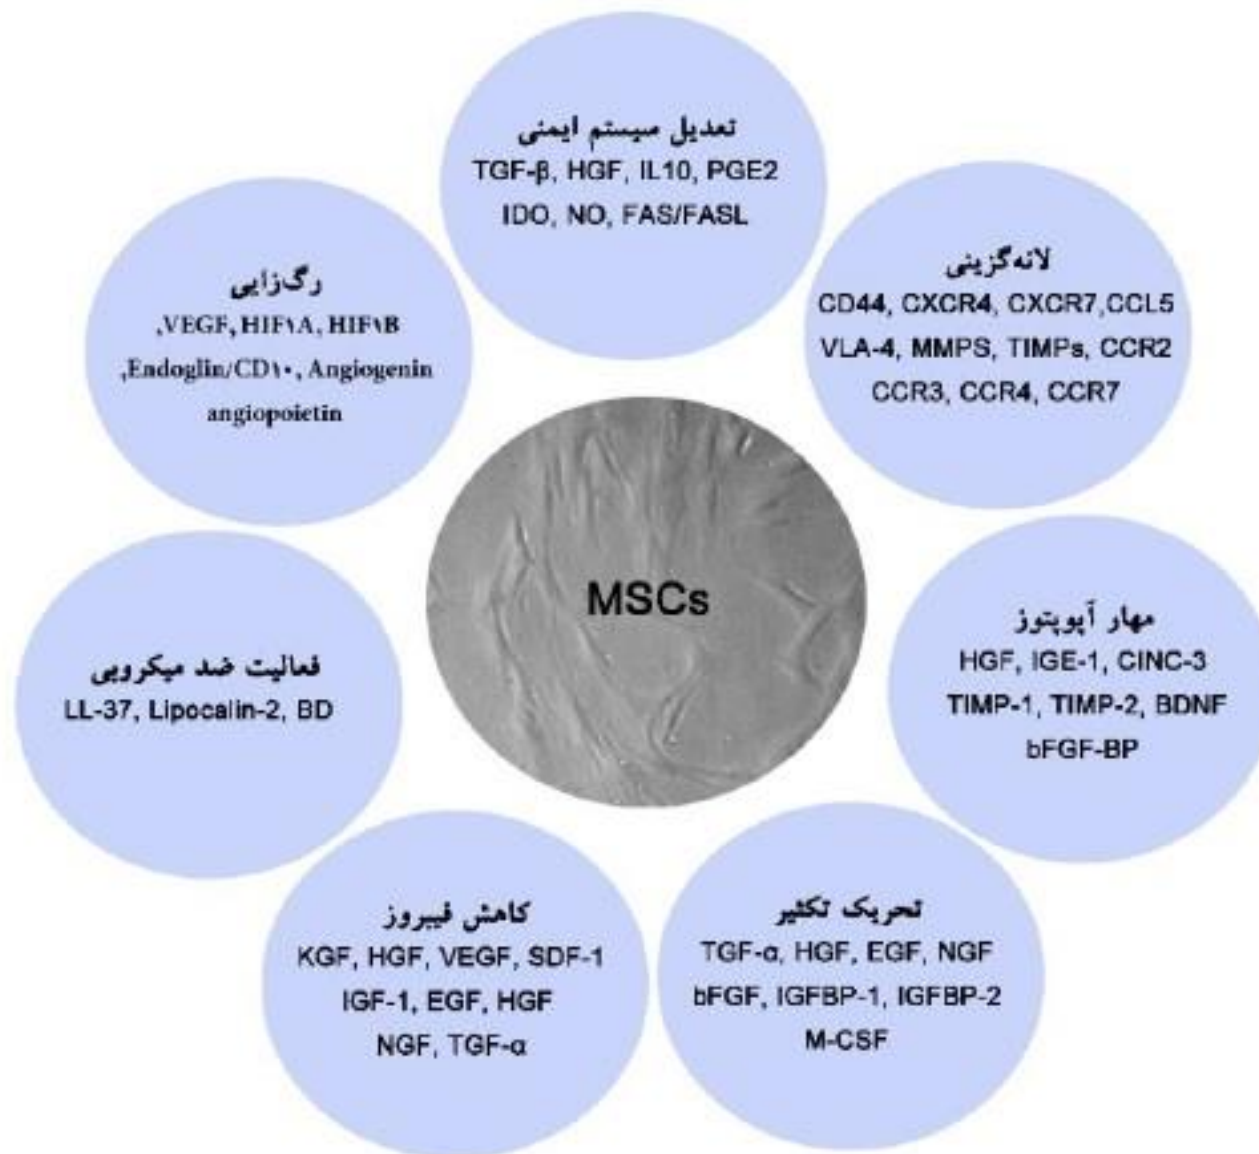 تعدیل سیستم ایمنی
TGF-β, HGF, IL10, PGE2
IDO, NO, FAS/FASL
لانه‌گزینی
CD44, CXCR4, CXCR7,CCL5
VLA-4, MMPS, TIMPs, CCR2
CCR3, CCR4, CCR7
رگ‌زایی
,VEGF, HIF۱A, HIF۱B
,Endoglin/CD۱۰, Angiogenin
angiopoietin
MSCs
مهار آپوپتوز
HGF, IGE-1, CINC-3
TIMP-1, TIMP-2, BDNF
bFGF-BP
فعالیت ضد میکروبی
LL-37, Lipocalin-2, BD
تحریک تکثیر
TGF-α, HGF, EGF, NGF
bFGF, IGFBP-1, IGFBP-2
M-CSF
کاهش فیبروز
KGF, HGF, VEGF, SDF-1
IGF-1, EGF, HGF
NGF, TGF-α